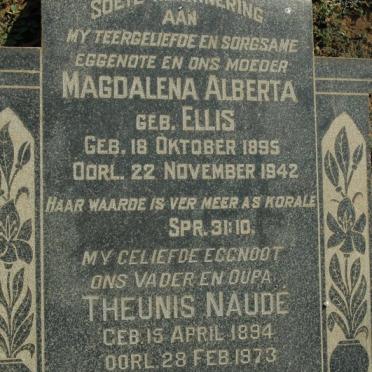 SOETE HERINNERING
AAN
MY TEERGELIEFDE EN SORGSAME
EGGENOTE EN ONS MOEDER
MAGDALENA ALBERTA
GEB. ELLIS
GEB. 18 OKTOBER 1895
OORL. 22 NOVEMBER 1942
HAAR WAARDE IS VER MEER AS KORALE
SPR. 31:10.
MY GELIEFDE EGGNOOT
ONS VADER EN OUPA
THEUNIS NAUDÉ
GEB. 15 APRIL 1894
OORL. 28 FEB. 1973